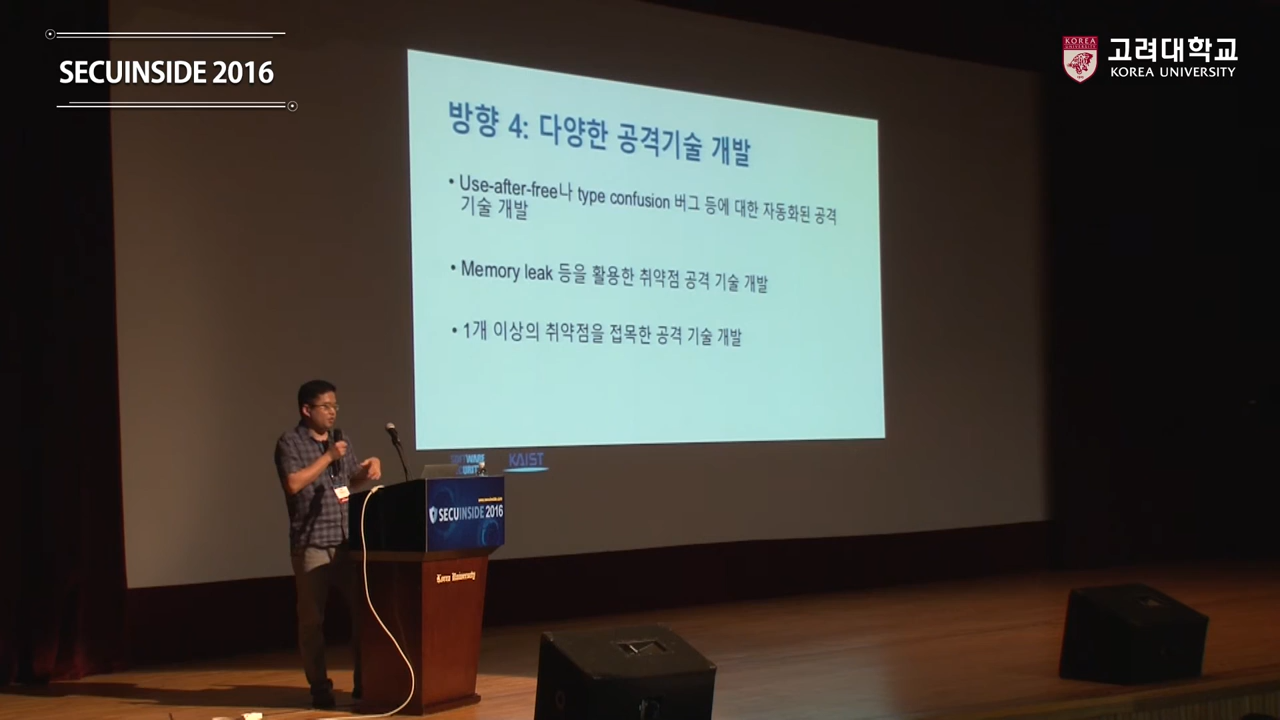 SECUINSIDE 2016
KOREA UNIVERSITY
고려대학교
KOREA UNIVERSITY
방향 4: 다양한 공격기술 개발
• Use-after-free나 type confusion 버그 등에 대한 자동화된 공격
기술 개발
• Memory leak 등을 활용한 취약점 공격 기술 개발
• 1개 이상의 취약점을 접목한 공격 기술 개발
KAIST
SECUINSIDE 2016
Korea University